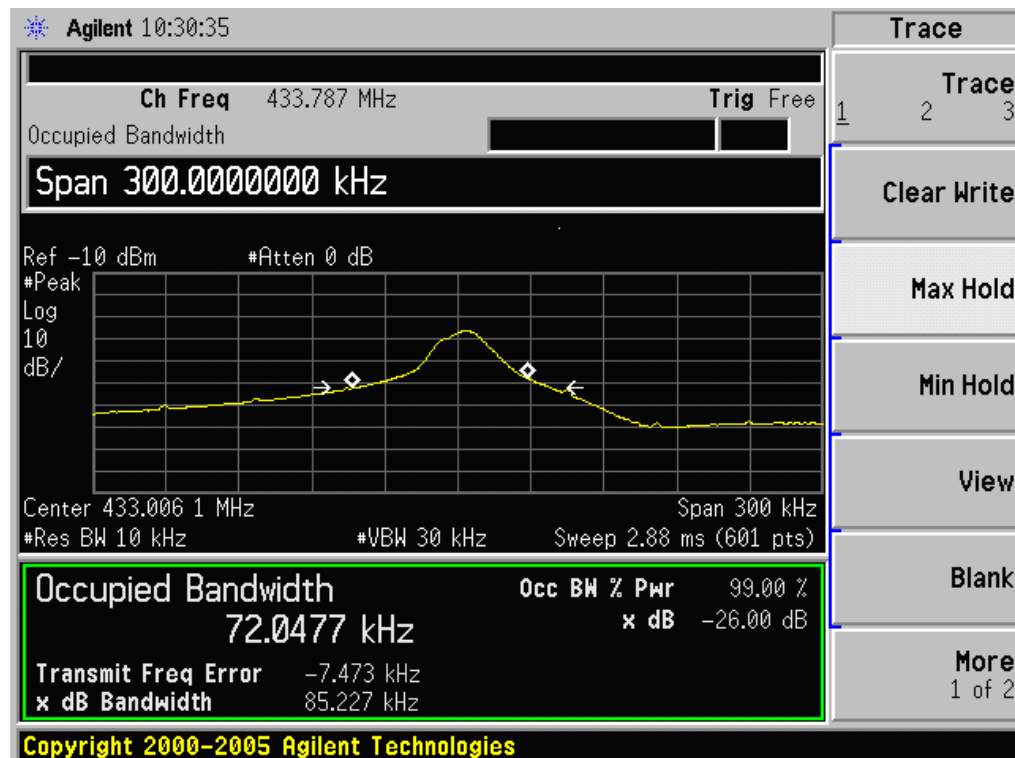 Agilent 10:30:35
Trace
Ch Freq 433.787 MHz
Trig Free
Occupied Bandwidth
Span 300.0000000 kHz
Ref -10 dBm
#Atten 0 dB
#Peak
Log
10
dB/
Center 433.006 1 MHz
Span 300 kHz
#Res BW 10 kHz
#VBW 30 kHz
Sweep 2.88 ms (601 pts)
Occupied Bandwidth
72.0477 kHz
Occ BW % Pwr 99.00 %
x dB -26.00 dB
Transmit Freq Error -7.473 kHz
x dB Bandwidth 85.227 kHz
Copyright 2000-2005 Agilent Technologies
Trace
1 2 3
Clear Write
Max Hold
Min Hold
View
Blank
More
1 of 2